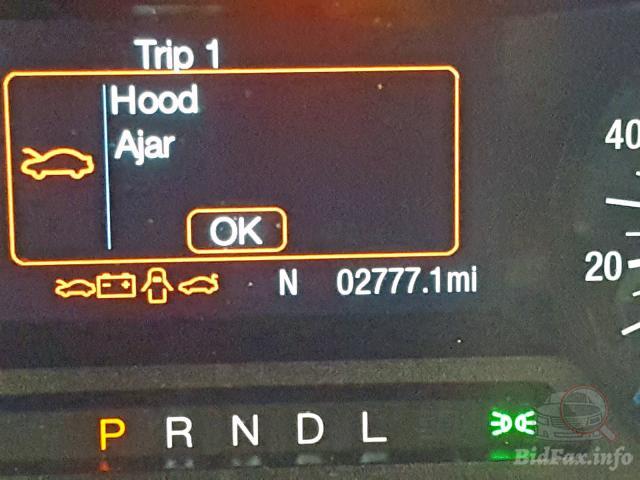 Trip 1
Hood
Ajar
OK
N 02777.1mi
40
20
P R N D L
BidFax.info